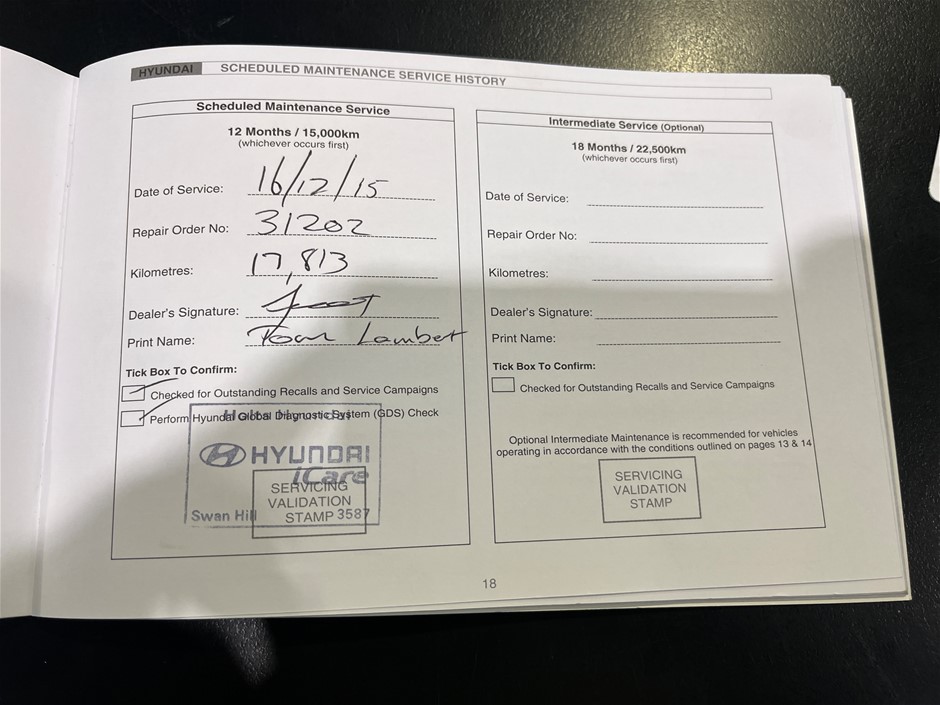 HYUNDAI SCHEDULED MAINTENANCE SERVICE HISTORY
Scheduled Maintenance Service
12 Months / 15,000km
(whichever occurs first)
Date of Service: 16/12/15
Repair Order No: 31202
Kilometres: 17,813
Dealer's Signature:
Print Name: Lambert
Tick Box To Confirm:
Checked for Outstanding Recalls and Service Campaigns
Perform Hyundai Global Diagnostic System (GDS) Check
HYUNDAI
iCare
SERVICING
VALIDATION
STAMP
Swan Hill 3587
Intermediate Service (Optional)
18 Months / 22,500km
(whichever occurs first)
Date of Service:
Repair Order No:
Kilometres:
Dealer's Signature:
Print Name:
Tick Box To Confirm:
Checked for Outstanding Recalls and Service Campaigns
Optional Intermediate Maintenance is recommended for vehicles
operating in accordance with the conditions outlined on pages 13 & 14
SERVICING
VALIDATION
STAMP
18